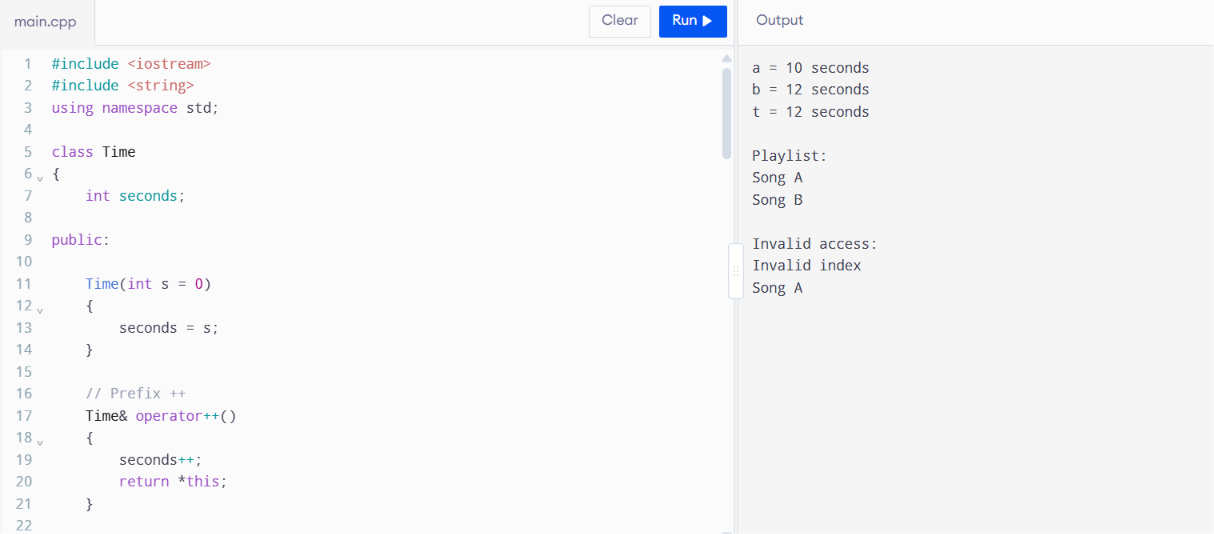 main.cpp
Clear
Run
Output
1 #include <iostream>
2 #include <string>
3 using namespace std;
4
5 class Time
6 {
7     int seconds;
8
9 public:
10
11     Time(int s = 0)
12     {
13         seconds = s;
14     }
15
16     // Prefix ++
17     Time& operator++()
18     {
19         seconds++;
20         return *this;
21     }
22
a = 10 seconds
b = 12 seconds
t = 12 seconds

Playlist:
Song A
Song B

Invalid access:
Invalid index
Song A